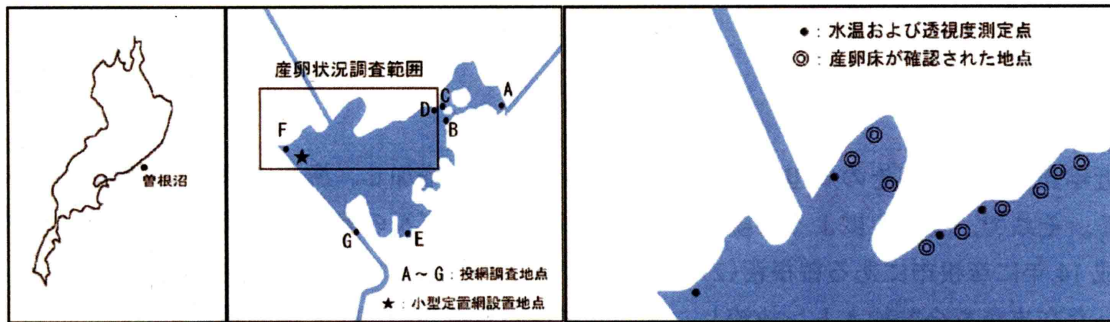 曽根沼
産卵状況調査範囲
A
C
D
B
F
★
G
E
A～G：投網調査地点
★：小型定置網設置地点
●：水温および透視度測定点
◎：産卵床が確認された地点